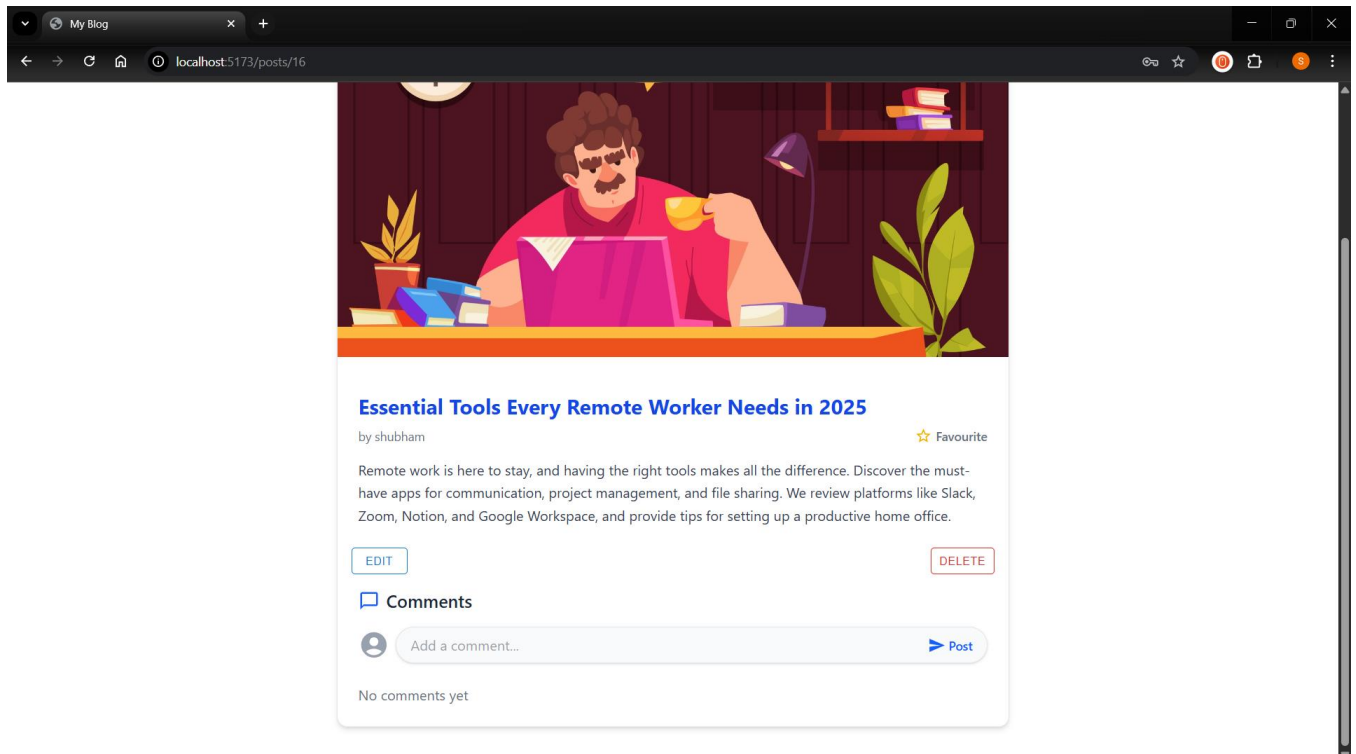 My Blog
localhost:5173/posts/16
S
Essential Tools Every Remote Worker Needs in 2025
by shubham
Favourite
Remote work is here to stay, and having the right tools makes all the difference. Discover the must-
have apps for communication, project management, and file sharing. We review platforms like Slack,
Zoom, Notion, and Google Workspace, and provide tips for setting up a productive home office.
EDIT
DELETE
Comments
Add a comment...
Post
No comments yet